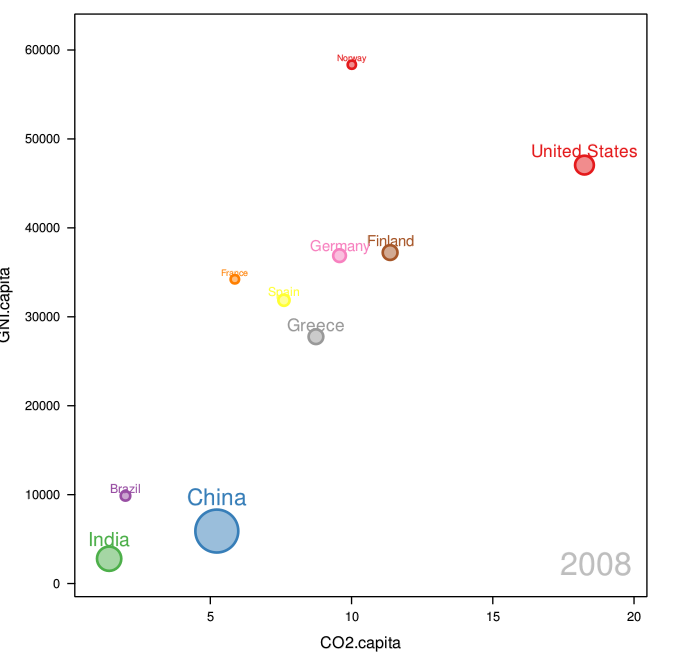 60000
Norway
50000
United States
40000
Germany
Finland
France
Spain
30000
Greece
20000
Brazil
10000
China
India
2008
0
GNI.capita
5
10
15
20
CO2.capita